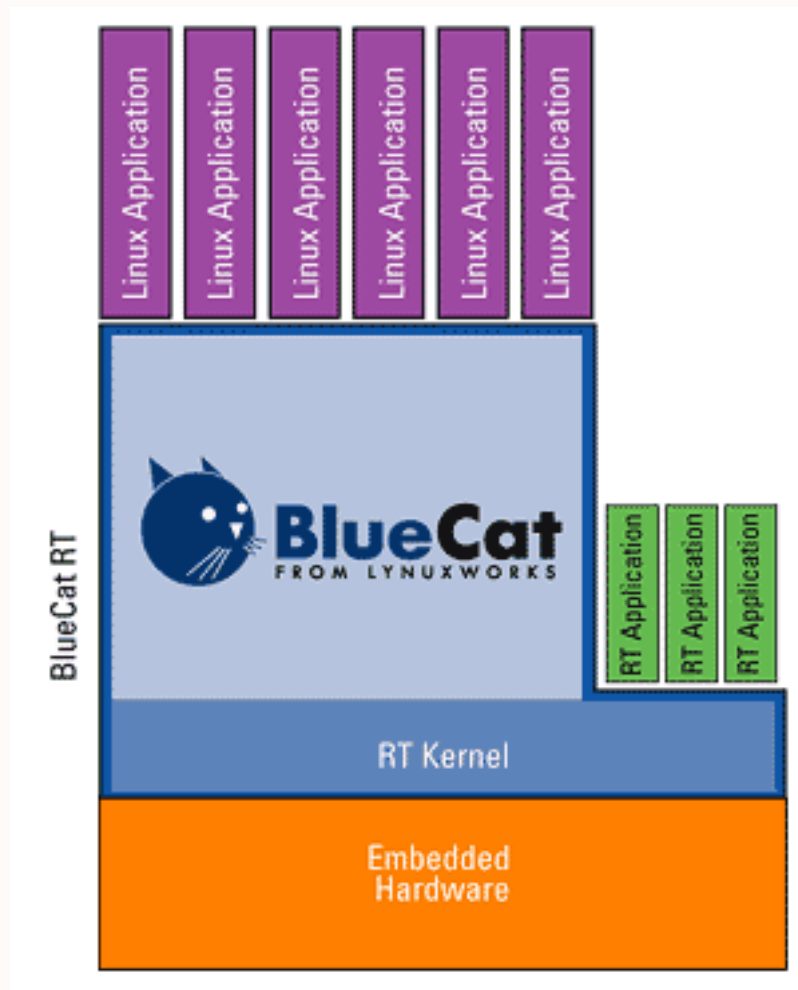 Linux Application
Linux Application
Linux Application
Linux Application
Linux Application
Linux Application
BlueCat RT
BlueCat
FROM LYNUXWORKS
RT Application
RT Application
RT Application
RT Kernel
Embedded
Hardware